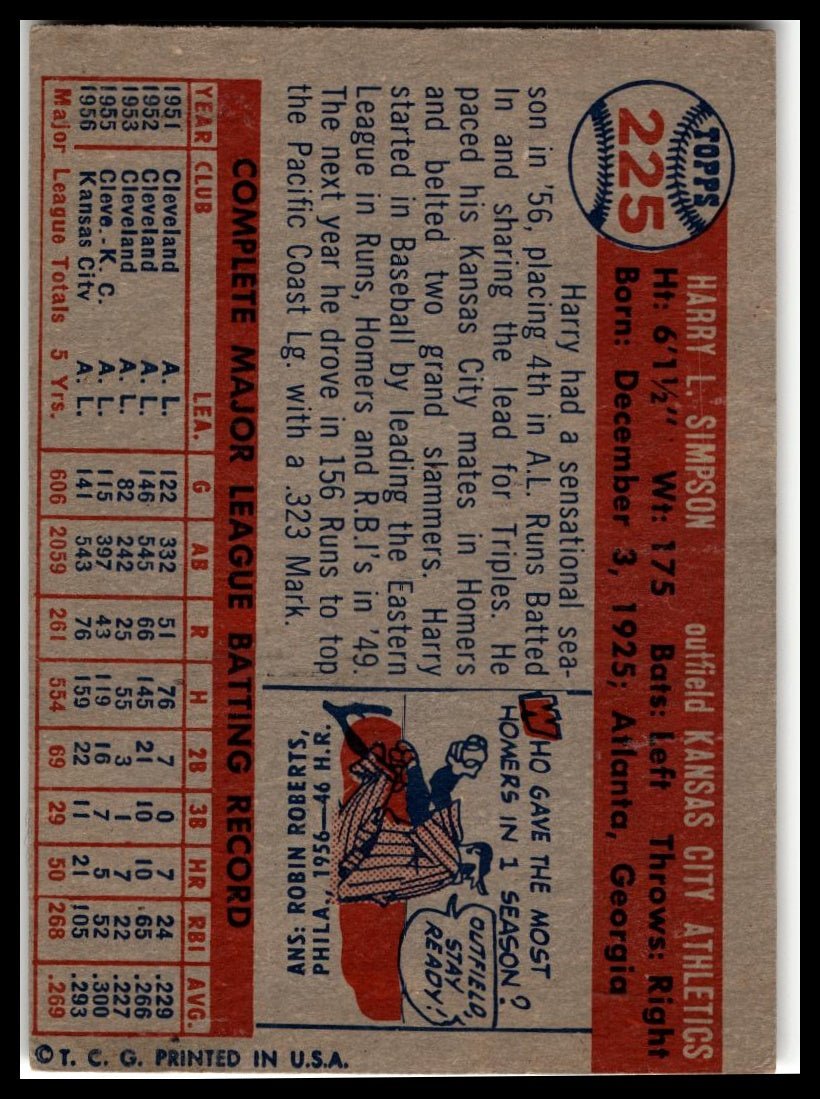 TOPPS
225
HARRY L. SIMPSON outfield KANSAS CITY ATHLETICS
Ht: 6'1½" Wt: 175 Bats: Left Throws: Right
Born: December 3, 1925; Atlanta, Georgia
Harry had a sensational sea-
son in '56, placing 4th in A.L. Runs Batted
In and sharing the lead for Triples. He
paced his Kansas City mates in Homers
and belted two grand slammers. Harry
started in Baseball by leading the Eastern
League in Runs, Homers and R.B.I's in '49.
The next year he drove in 156 Runs to top
the Pacific Coast Lg. with a .323 Mark.
WHO GAVE THE MOST
HOMERS IN 1 SEASON?
OUTFIELD,
STAY
READY!
ANS: ROBIN ROBERTS,
PHILA. 1956—46 H.R.
COMPLETE MAJOR LEAGUE BATTING RECORD
YEAR CLUB LEA. G AB R H 2B 3B HR RBI AVG.
1951 Cleveland A. L. 122 332 51 76 7 0 7 24 .229
1952 Cleveland A. L. 146 545 66 145 21 10 10 65 .266
1953 Cleveland A. L. 82 242 25 55 3 1 7 22 .227
1955 Cleve.-K. C. A. L. 115 397 43 119 16 7 5 52 .300
1956 Kansas City A. L. 141 543 76 159 22 11 21 105 .293
Major League Totals 5 Yrs. 606 2059 261 554 69 29 50 268 .269
© T. C. G. PRINTED IN U.S.A.